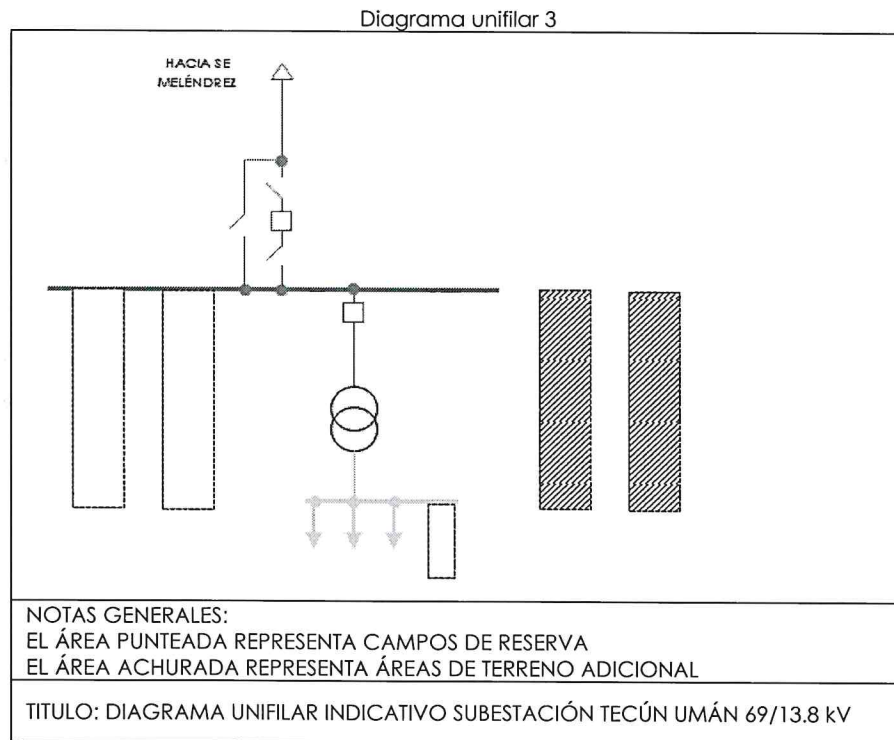 Diagrama unifilar 3
HACIA SE
MELÉNDREZ
NOTAS GENERALES:
EL ÁREA PUNTEADA REPRESENTA CAMPOS DE RESERVA
EL ÁREA ACHURADA REPRESENTA ÁREAS DE TERRENO ADICIONAL
TITULO: DIAGRAMA UNIFILAR INDICATIVO SUBESTACIÓN TECÚN UMÁN 69/13.8 kV